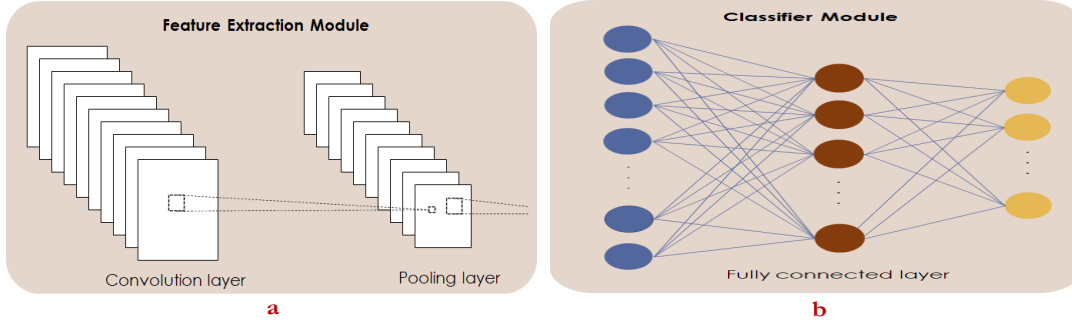 Feature Extraction Module
Convolution layer
Pooling layer
a
Classifier Module
Fully connected layer
b